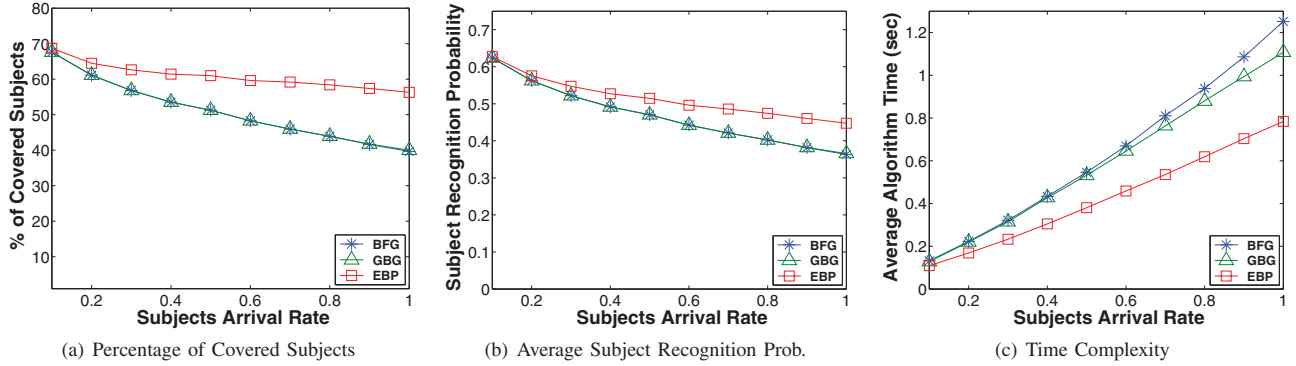 % of Covered Subjects
80
70
60
50
40
30
20
10
0.2 0.4 0.6 0.8 1
Subjects Arrival Rate
BFG
GBG
EBP
(a) Percentage of Covered Subjects
Subject Recognition Probability
0.7
0.6
0.5
0.4
0.3
0.2
0.1
0
0.2 0.4 0.6 0.8 1
Subjects Arrival Rate
BFG
GBG
EBP
(b) Average Subject Recognition Prob.
Average Algorithm Time (sec)
1.2
1
0.8
0.6
0.4
0.2
0
0.2 0.4 0.6 0.8 1
Subjects Arrival Rate
BFG
GBG
EBP
(c) Time Complexity